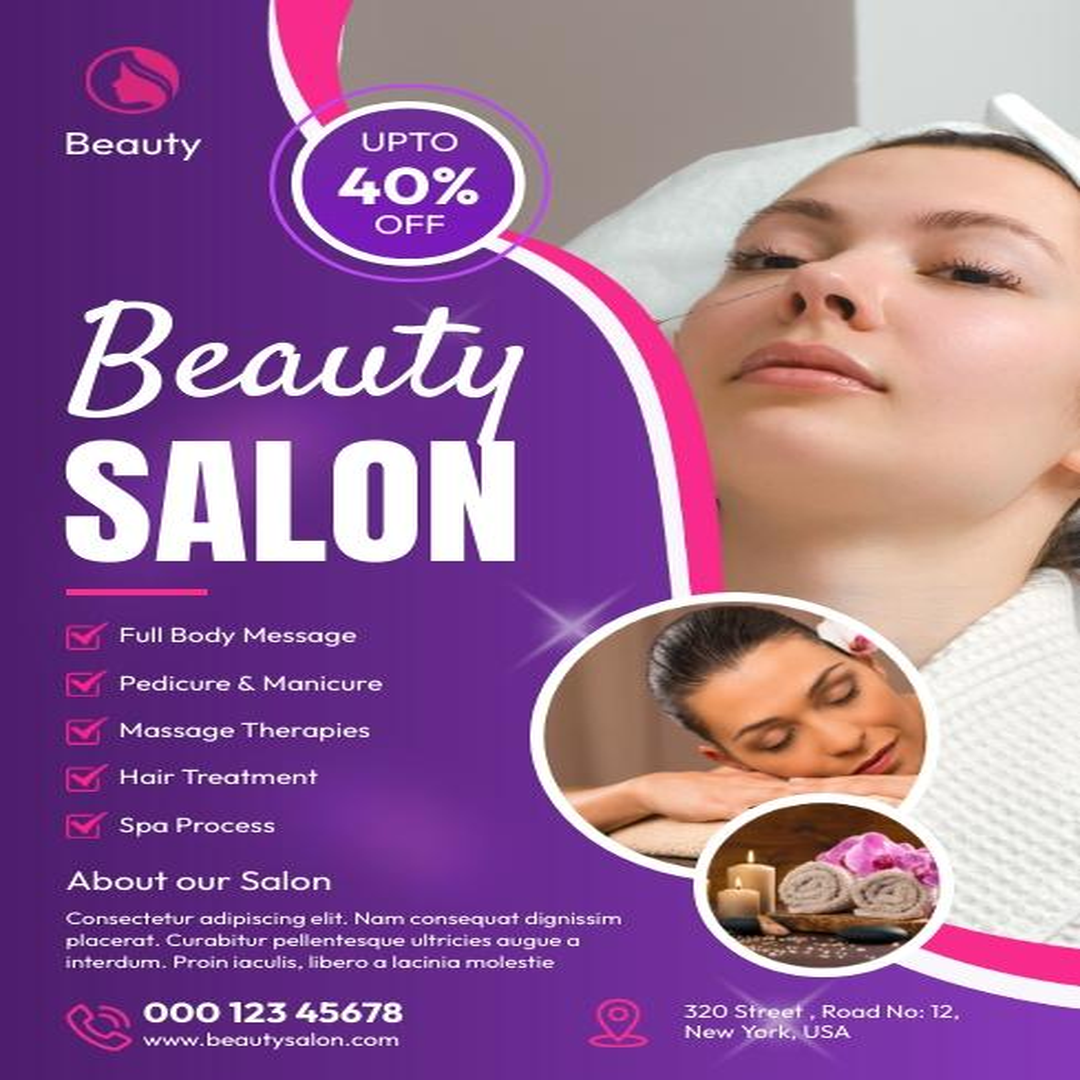 Beauty
UPTO
40%
OFF
Beauty
SALON
Full Body Message
Pedicure & Manicure
Massage Therapies
Hair Treatment
Spa Process
About our Salon
Consectetur adipiscing elit. Nam consequat dignissim
placerat. Curabitur pellentesque ultricies augue a
interdum. Proin iaculis, libero a lacinia molestie
000 123 45678
www.beautysalon.com
320 Street , Road No: 12,
New York, USA